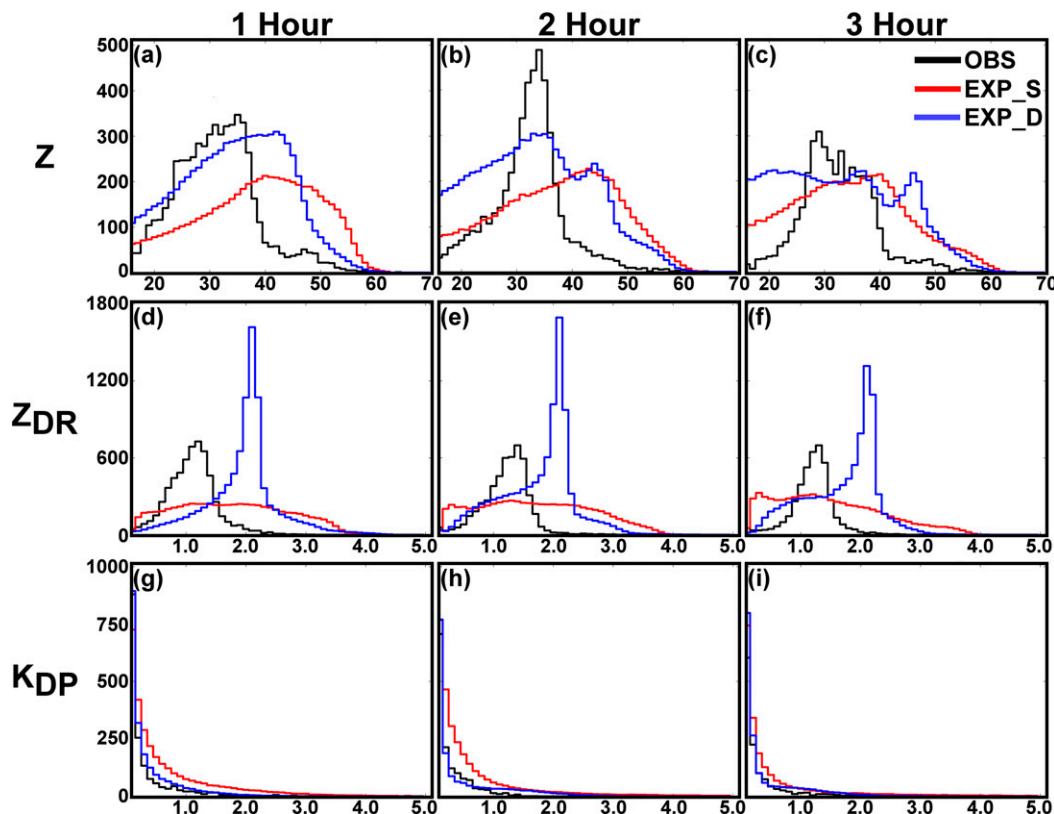 1 Hour 2 Hour 3 Hour
Z
500
400
300
200
100
0
(a) (b) (c)
OBS
EXP_S
EXP_D
20 30 40 50 60 70 20 30 40 50 60 70 20 30 40 50 60 70
ZDR
1800
1200
600
0
(d) (e) (f)
1.0 2.0 3.0 4.0 5.0 1.0 2.0 3.0 4.0 5.0 1.0 2.0 3.0 4.0 5.0
KDP
1000
750
500
250
0
(g) (h) (i)
1.0 2.0 3.0 4.0 5.0 1.0 2.0 3.0 4.0 5.0 1.0 2.0 3.0 4.0 5.0